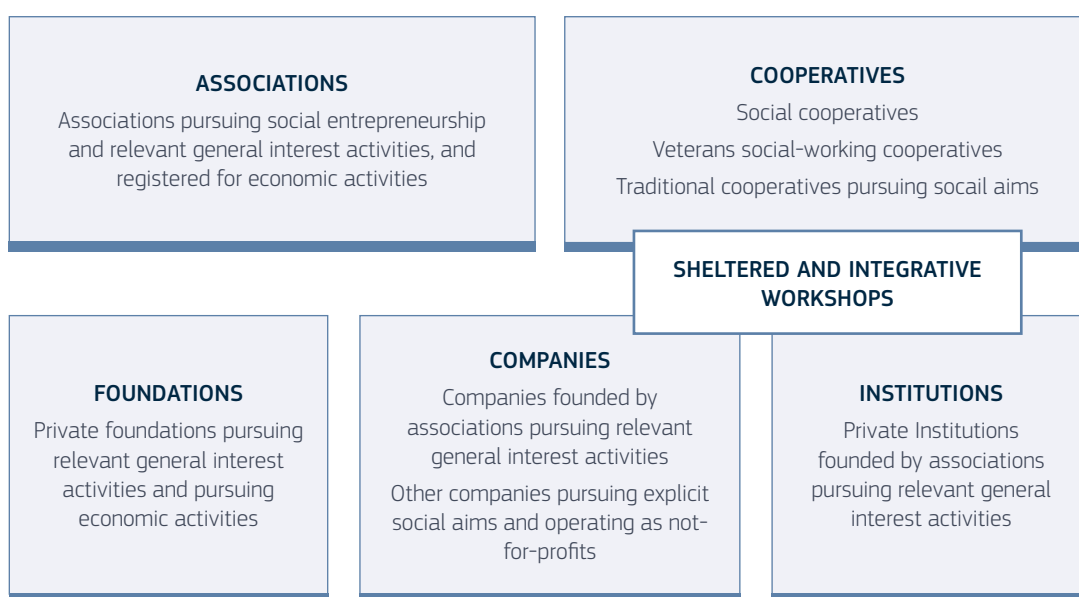 ASSOCIATIONS
Associations pursuing social entrepreneurship
and relevant general interest activities, and
registered for economic activities
COOPERATIVES
Social cooperatives
Veterans social-working cooperatives
Traditional cooperatives pursuing socail aims
SHELTERED AND INTEGRATIVE
WORKSHOPS
FOUNDATIONS
Private foundations pursuing
relevant general interest
activities and pursuing
economic activities
COMPANIES
Companies founded by
associations pursuing relevant
general interest activities
Other companies pursuing explicit
social aims and operating as not-
for-profits
INSTITUTIONS
Private Institutions
founded by associations
pursuing relevant general
interest activities